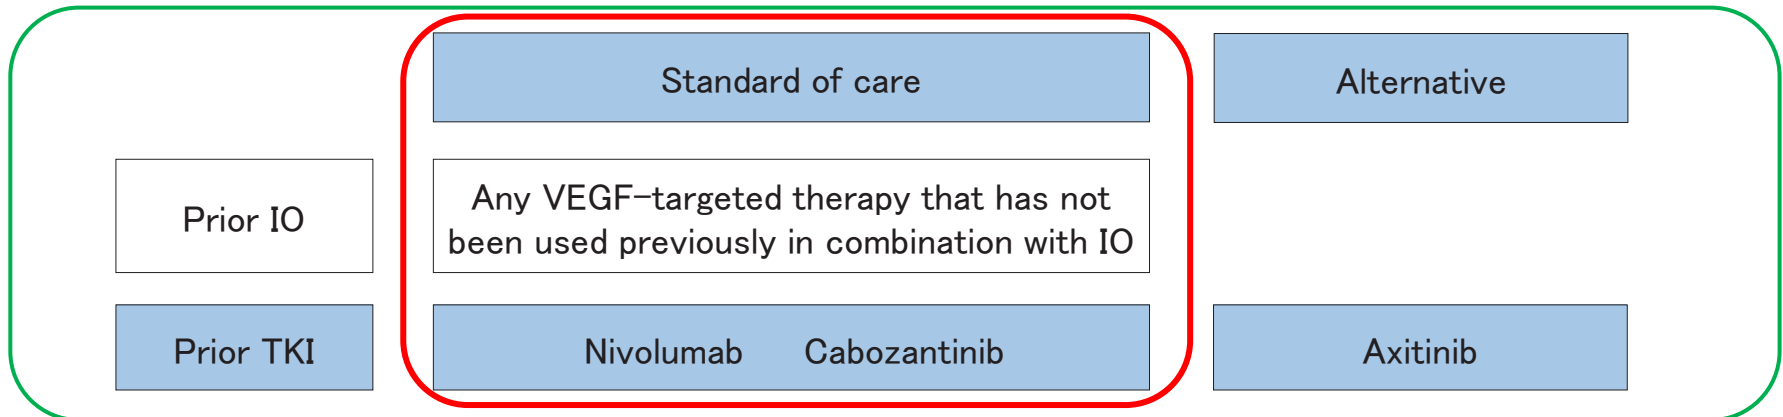 Standard of care
Alternative
Prior IO
Any VEGF-targeted therapy that has not
been used previously in combination with IO
Prior TKI
Nivolumab Cabozantinib
Axitinib